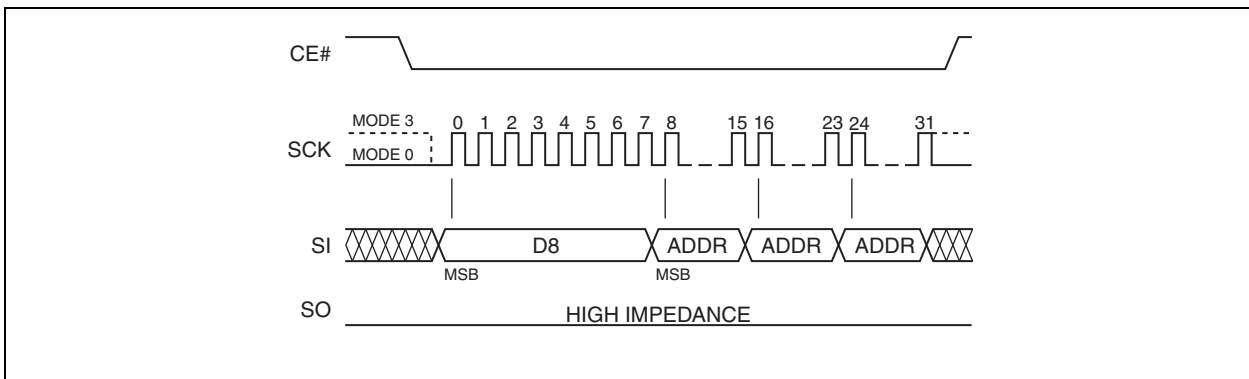 CE#
MODE 3
0 1 2 3 4 5 6 7 8 15 16 23 24 31
SCK
MODE 0
SI
D8 ADDR ADDR ADDR
MSB MSB
SO
HIGH IMPEDANCE